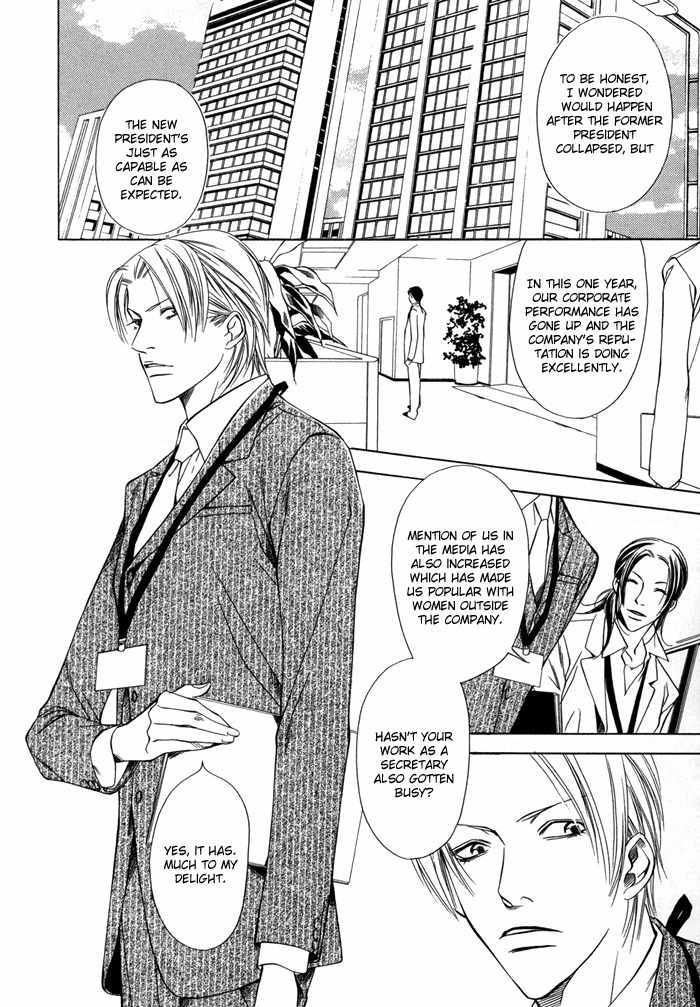 TO BE HONEST,
I WONDERED
WOULD HAPPEN
AFTER THE FORMER
PRESIDENT
COLLAPSED, BUT
THE NEW
PRESIDENT'S
JUST AS
CAPABLE AS
CAN BE
EXPECTED.
IN THIS ONE YEAR,
OUR CORPORATE
PERFORMANCE HAS
GONE UP AND THE
COMPANY'S REPU-
TATION IS DOING
EXCELLENTLY.
MENTION OF US IN
THE MEDIA HAS
ALSO INCREASED
WHICH HAS MADE
US POPULAR WITH
WOMEN OUTSIDE
THE COMPANY.
HASN'T YOUR
WORK AS A
SECRETARY
ALSO GOTTEN
BUSY?
YES, IT HAS.
MUCH TO MY
DELIGHT.